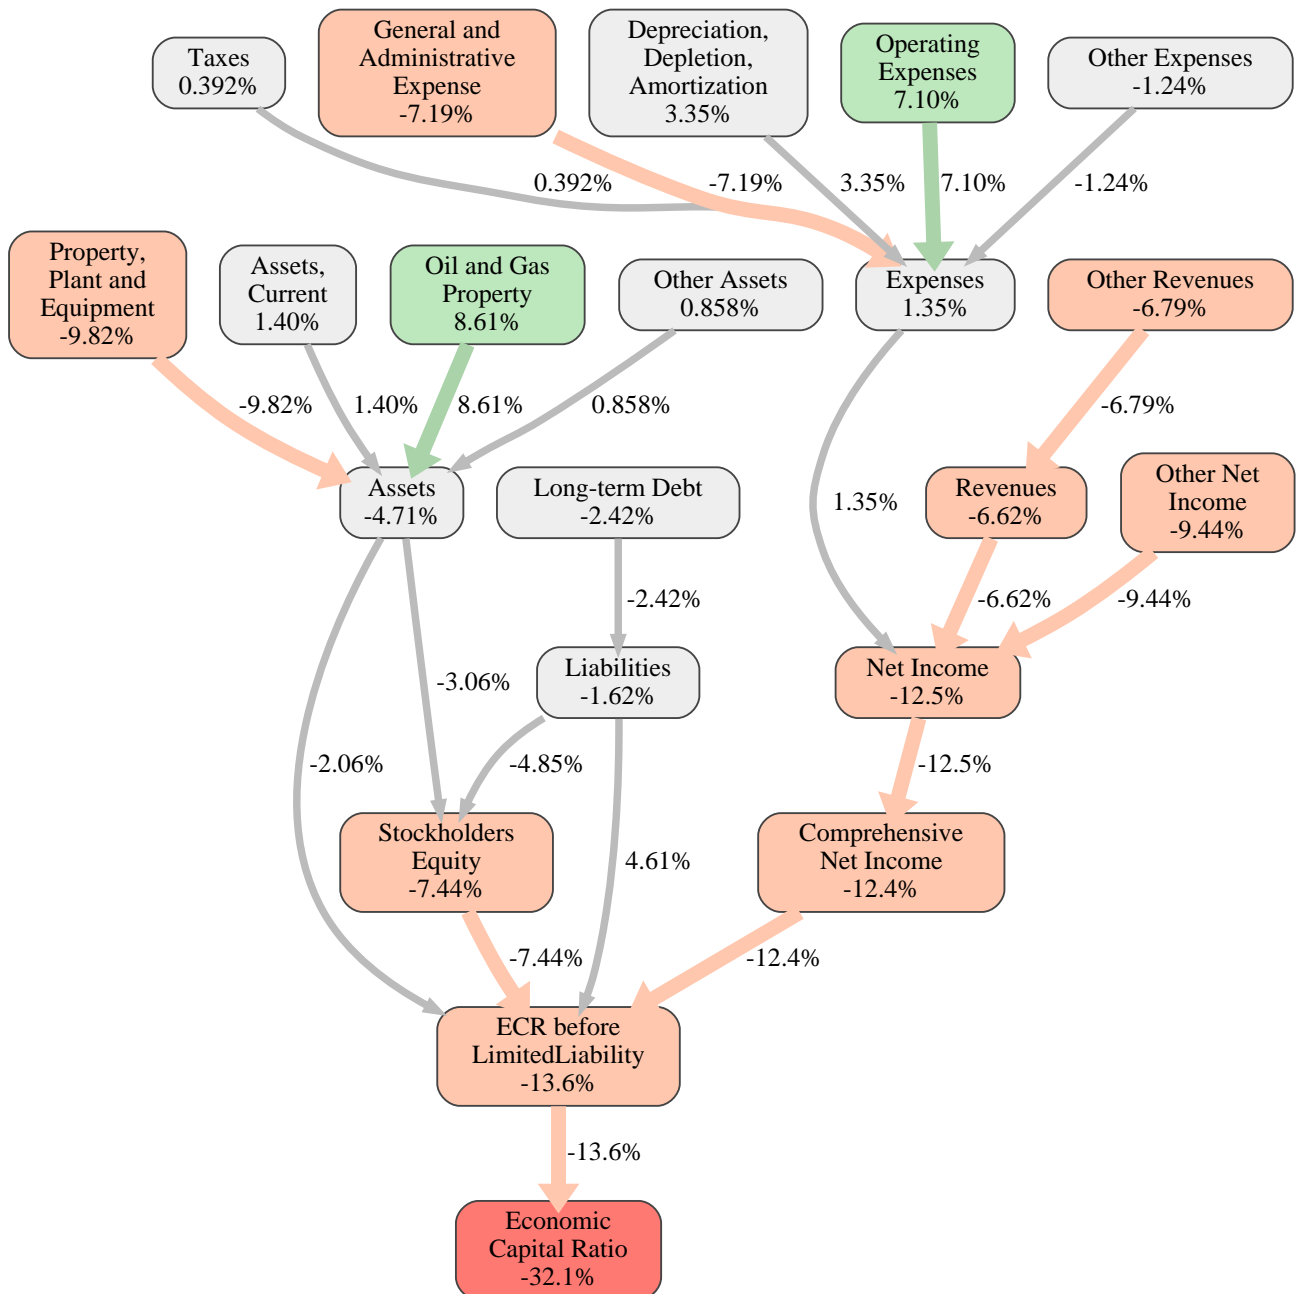 Taxes
0.392%
General and
Administrative
Expense
-7.19%
Depreciation,
Depletion,
Amortization
3.35%
Operating
Expenses
7.10%
Other Expenses
-1.24%
0.392%
-7.19%
3.35%
7.10%
-1.24%
Property,
Plant and
Equipment
-9.82%
Assets,
Current
1.40%
Oil and Gas
Property
8.61%
Other Assets
0.858%
Expenses
1.35%
Other Revenues
-6.79%
-9.82%
1.40%
8.61%
0.858%
-6.79%
Assets
-4.71%
Long-term Debt
-2.42%
1.35%
Revenues
-6.62%
Other Net
Income
-9.44%
-2.42%
-6.62%
-9.44%
-3.06%
Liabilities
-1.62%
Net Income
-12.5%
-2.06%
-4.85%
-12.5%
Stockholders
Equity
-7.44%
4.61%
Comprehensive
Net Income
-12.4%
-7.44%
-12.4%
ECR before
LimitedLiability
-13.6%
-13.6%
Economic
Capital Ratio
-32.1%